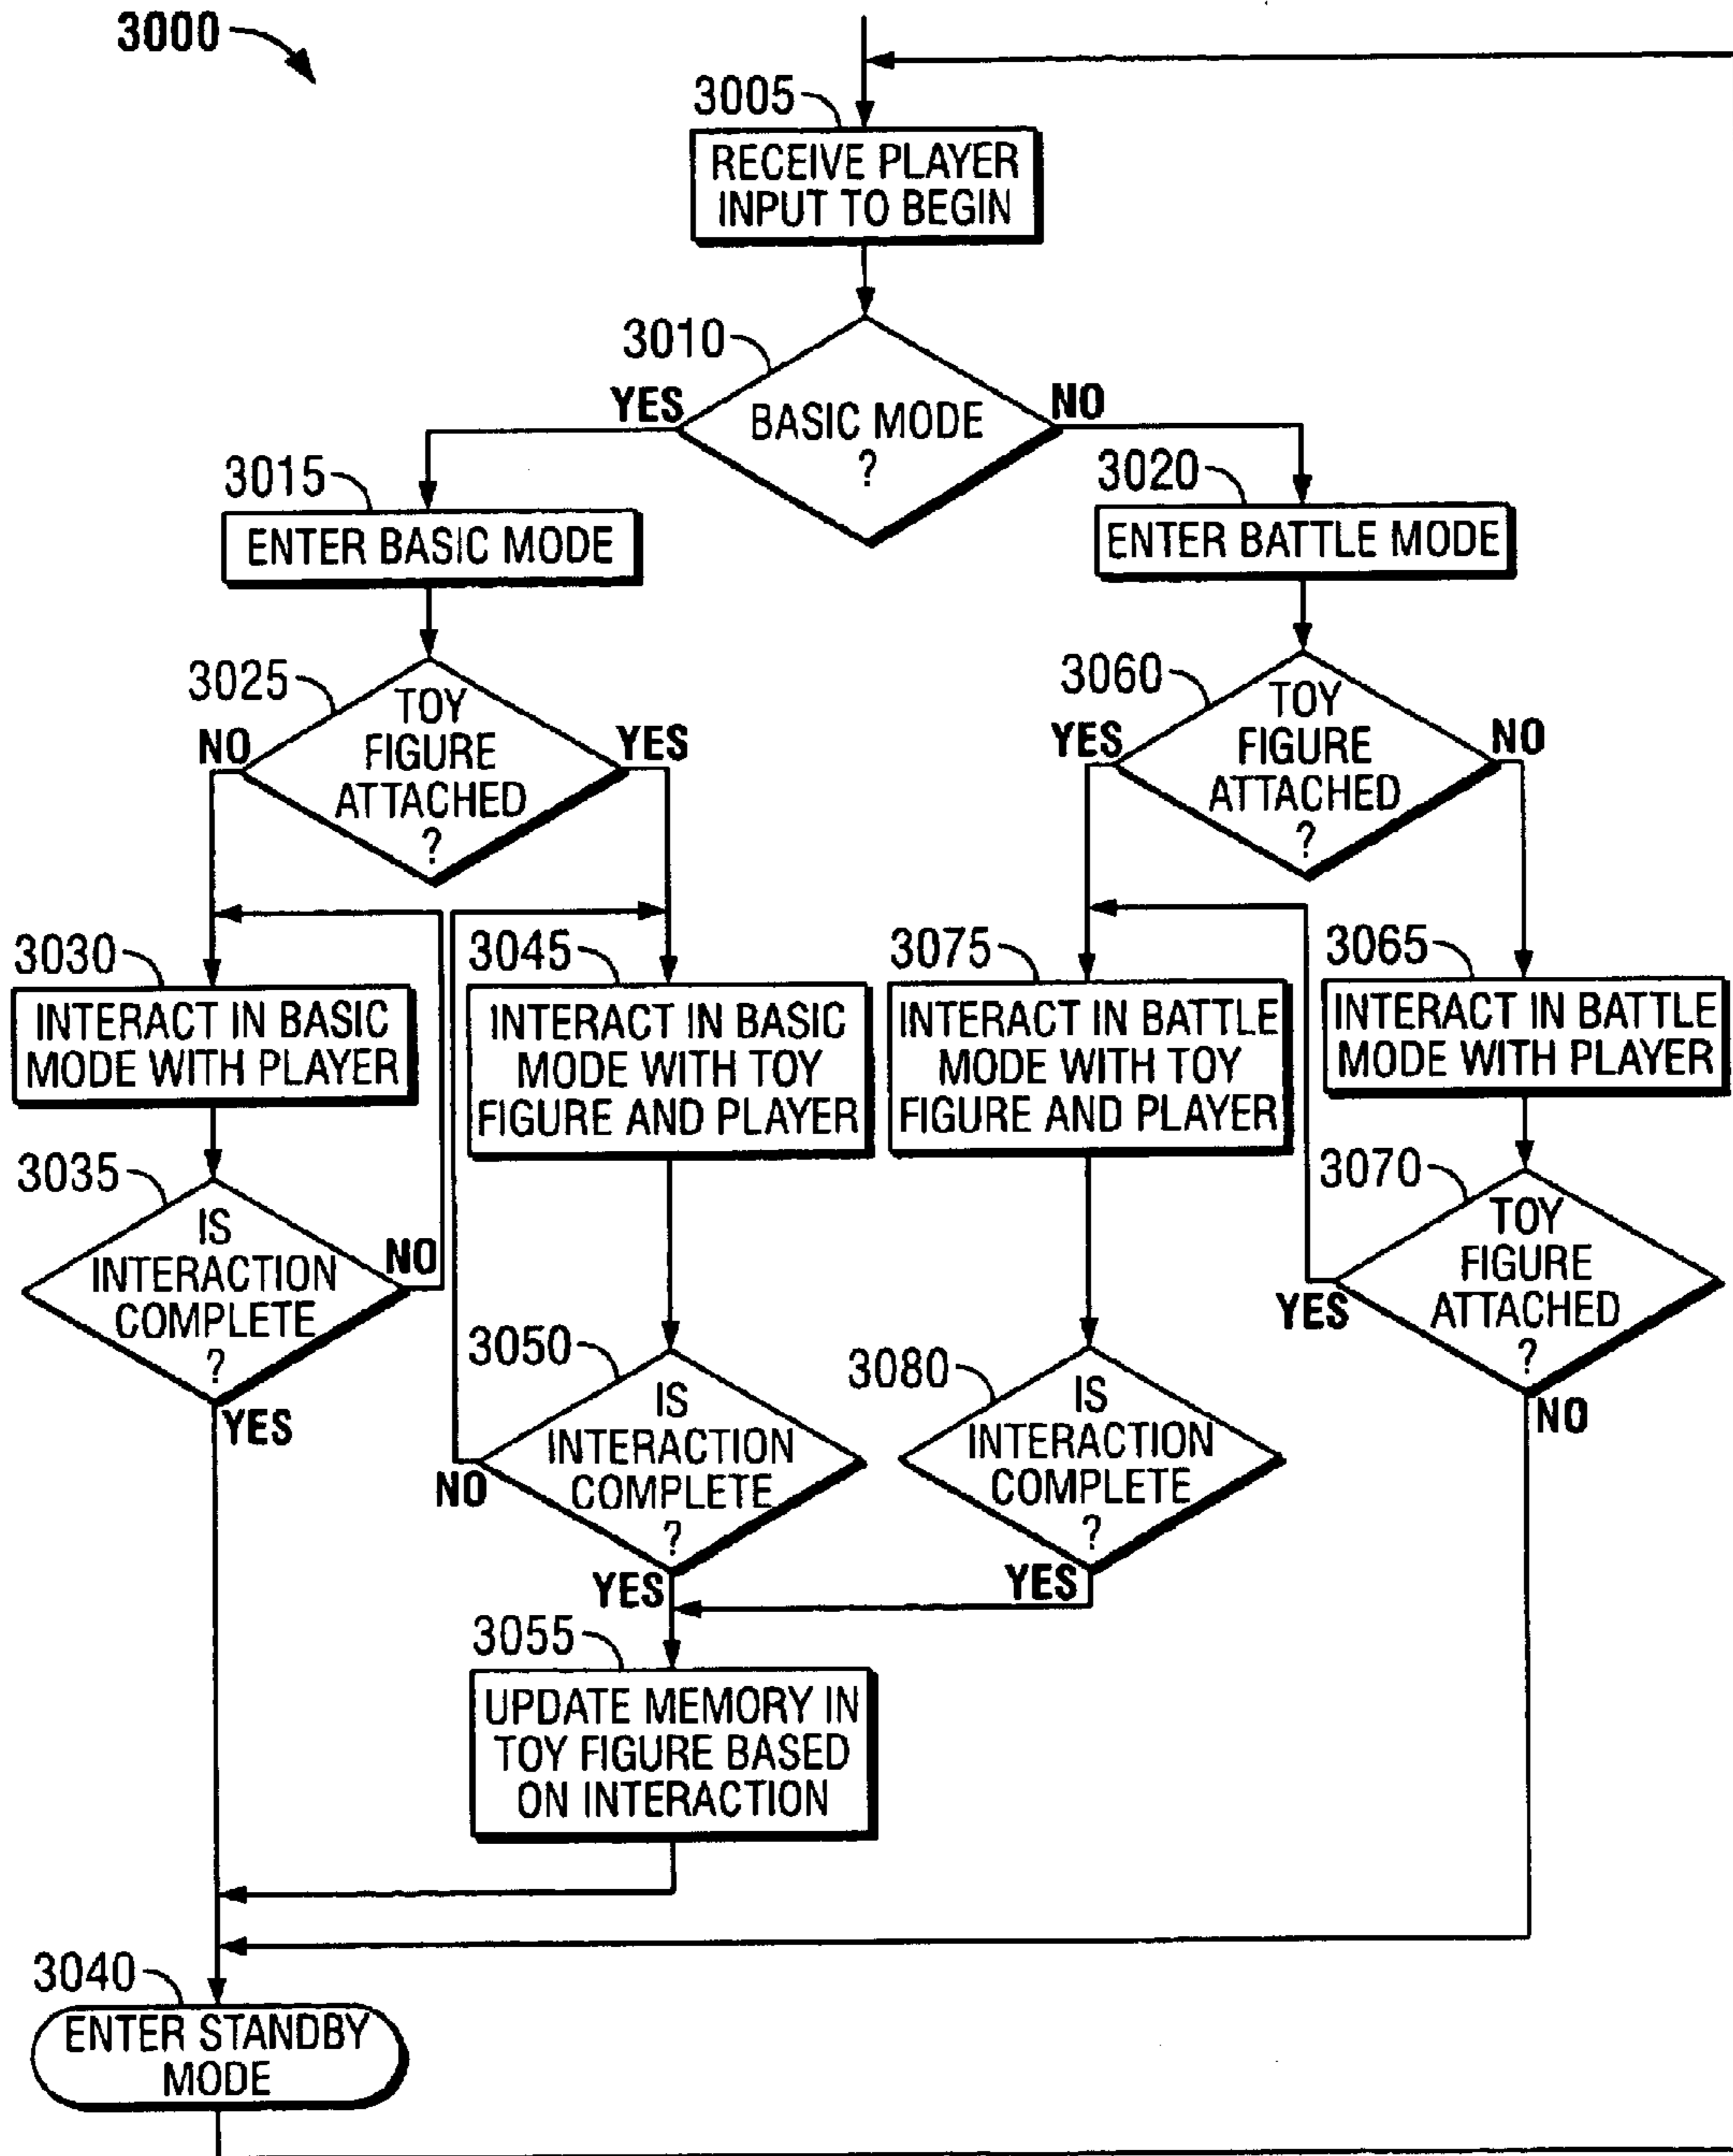 3000
3005
RECEIVE PLAYER
INPUT TO BEGIN
3010
YES
NO
BASIC MODE
?
3015
ENTER BASIC MODE
3020
ENTER BATTLE MODE
3025
NO
YES
TOY
FIGURE
ATTACHED
?
3060
YES
NO
TOY
FIGURE
ATTACHED
?
3030
INTERACT IN BASIC
MODE WITH PLAYER
3045
INTERACT IN BASIC
MODE WITH TOY
FIGURE AND PLAYER
3075
INTERACT IN BATTLE
MODE WITH TOY
FIGURE AND PLAYER
3065
INTERACT IN BATTLE
MODE WITH PLAYER
3035
IS
INTERACTION
COMPLETE
?
NO
YES
3050
IS
INTERACTION
COMPLETE
?
NO
YES
3080
IS
INTERACTION
COMPLETE
?
YES
3070
TOY
FIGURE
ATTACHED
?
YES
NO
3055
UPDATE MEMORY IN
TOY FIGURE BASED
ON INTERACTION
3040
ENTER STANDBY
MODE